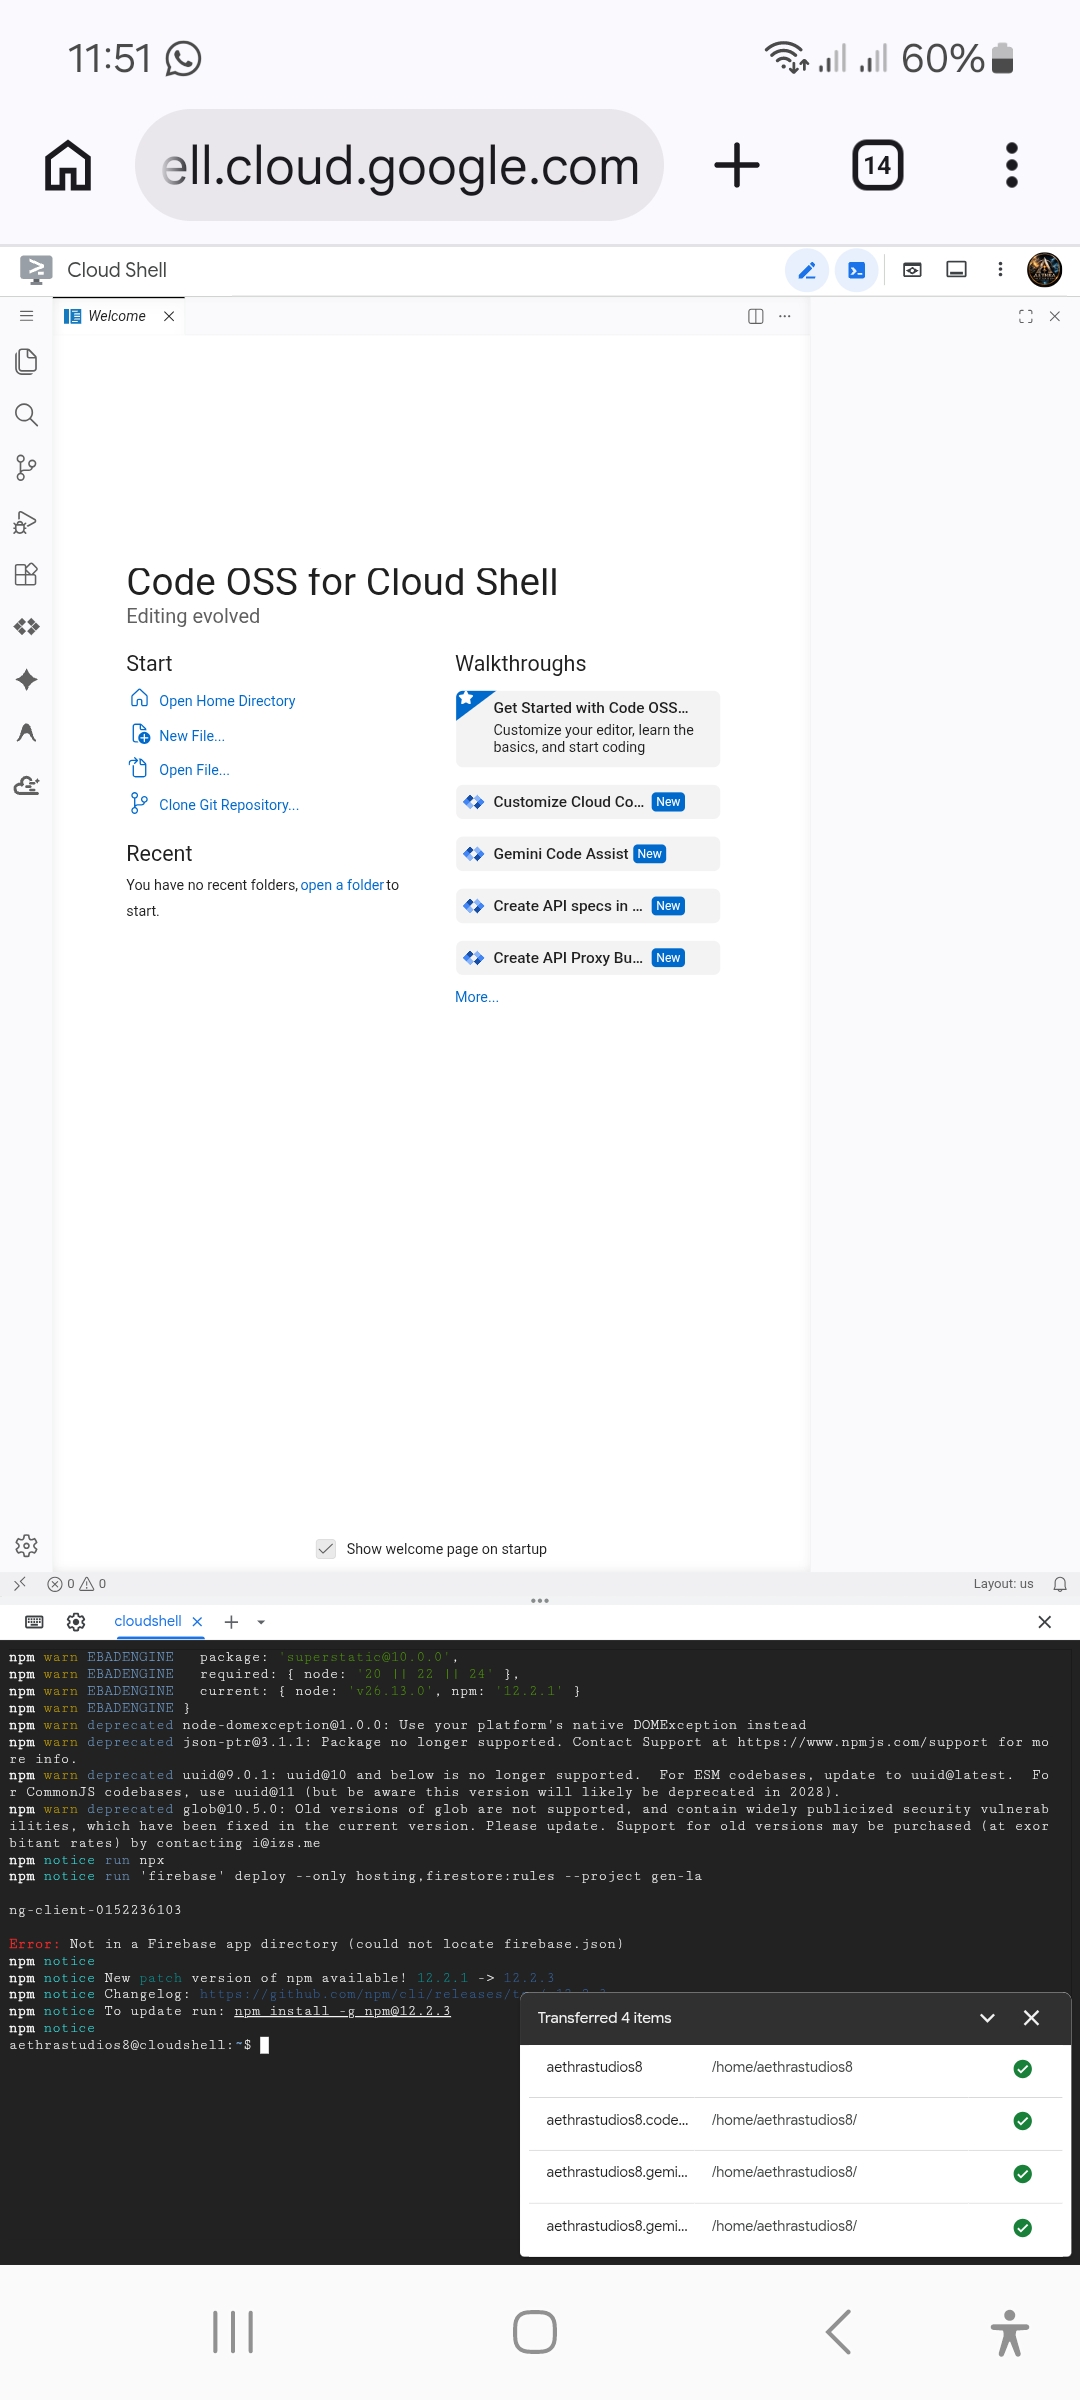 11:51
60%
ell.cloud.google.com
14
Cloud Shell
Welcome
Code OSS for Cloud Shell
Editing evolved
Start
Open Home Directory
New File...
Open File...
Clone Git Repository...
Recent
You have no recent folders, open a folder to
start.
Walkthroughs
Get Started with Code OSS...
Customize your editor, learn the
basics, and start coding
Customize Cloud Co... New
Gemini Code Assist New
Create API specs in ... New
Create API Proxy Bu... New
More...
Show welcome page on startup
0 0
Layout: us
cloudshell
npm warn EBADENGINE   package: 'superstatic@10.0.0',
npm warn EBADENGINE   required: { node: '20 || 22 || 24' },
npm warn EBADENGINE   current: { node: 'v26.13.0', npm: '12.2.1' }
npm warn EBADENGINE }
npm warn deprecated node-domexception@1.0.0: Use your platform's native DOMException instead
npm warn deprecated json-ptr@3.1.1: Package no longer supported. Contact Support at https://www.npmjs.com/support for mo
re info.
npm warn deprecated uuid@9.0.1: uuid@10 and below is no longer supported.  For ESM codebases, update to uuid@latest.  Fo
r CommonJS codebases, use uuid@11 (but be aware this version will likely be deprecated in 2028).
npm warn deprecated glob@10.5.0: Old versions of glob are not supported, and contain widely publicized security vulnerab
ilities, which have been fixed in the current version. Please update. Support for old versions may be purchased (at exor
bitant rates) by contacting i@izs.me
npm notice run npx
npm notice run 'firebase' deploy --only hosting,firestore:rules --project gen-la
ng-client-0152236103
Error: Not in a Firebase app directory (could not locate firebase.json)
npm notice
npm notice New patch version of npm available! 12.2.1 -> 12.2.3
npm notice Changelog: https://github.com/npm/cli/releases/t
npm notice To update run: npm install -g npm@12.2.3
npm notice
aethrastudios8@cloudshell:~$
Transferred 4 items
aethrastudios8 /home/aethrastudios8
aethrastudios8.code... /home/aethrastudios8/
aethrastudios8.gemi... /home/aethrastudios8/
aethrastudios8.gemi... /home/aethrastudios8/